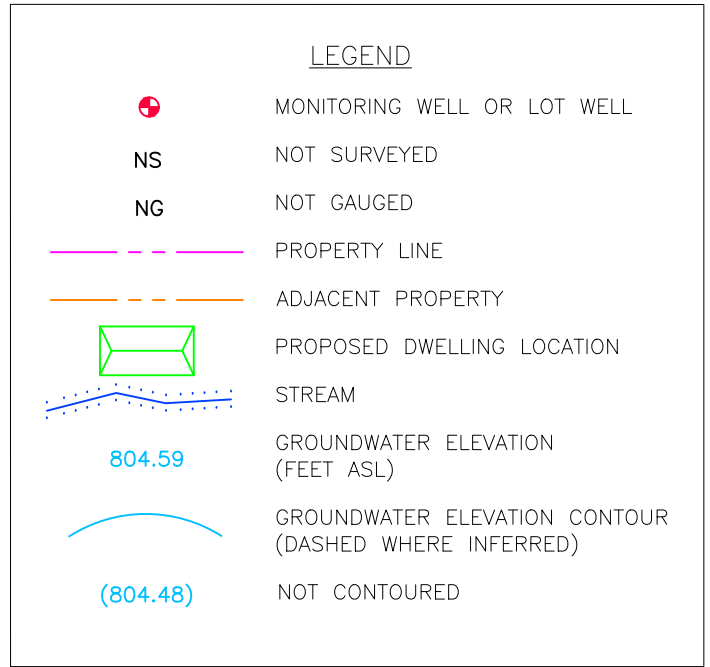 LEGEND
MONITORING WELL OR LOT WELL
NS NOT SURVEYED
NG NOT GAUGED
PROPERTY LINE
ADJACENT PROPERTY
PROPOSED DWELLING LOCATION
STREAM
804.59 GROUNDWATER ELEVATION
(FEET ASL)
GROUNDWATER ELEVATION CONTOUR
(DASHED WHERE INFERRED)
(804.48) NOT CONTOURED